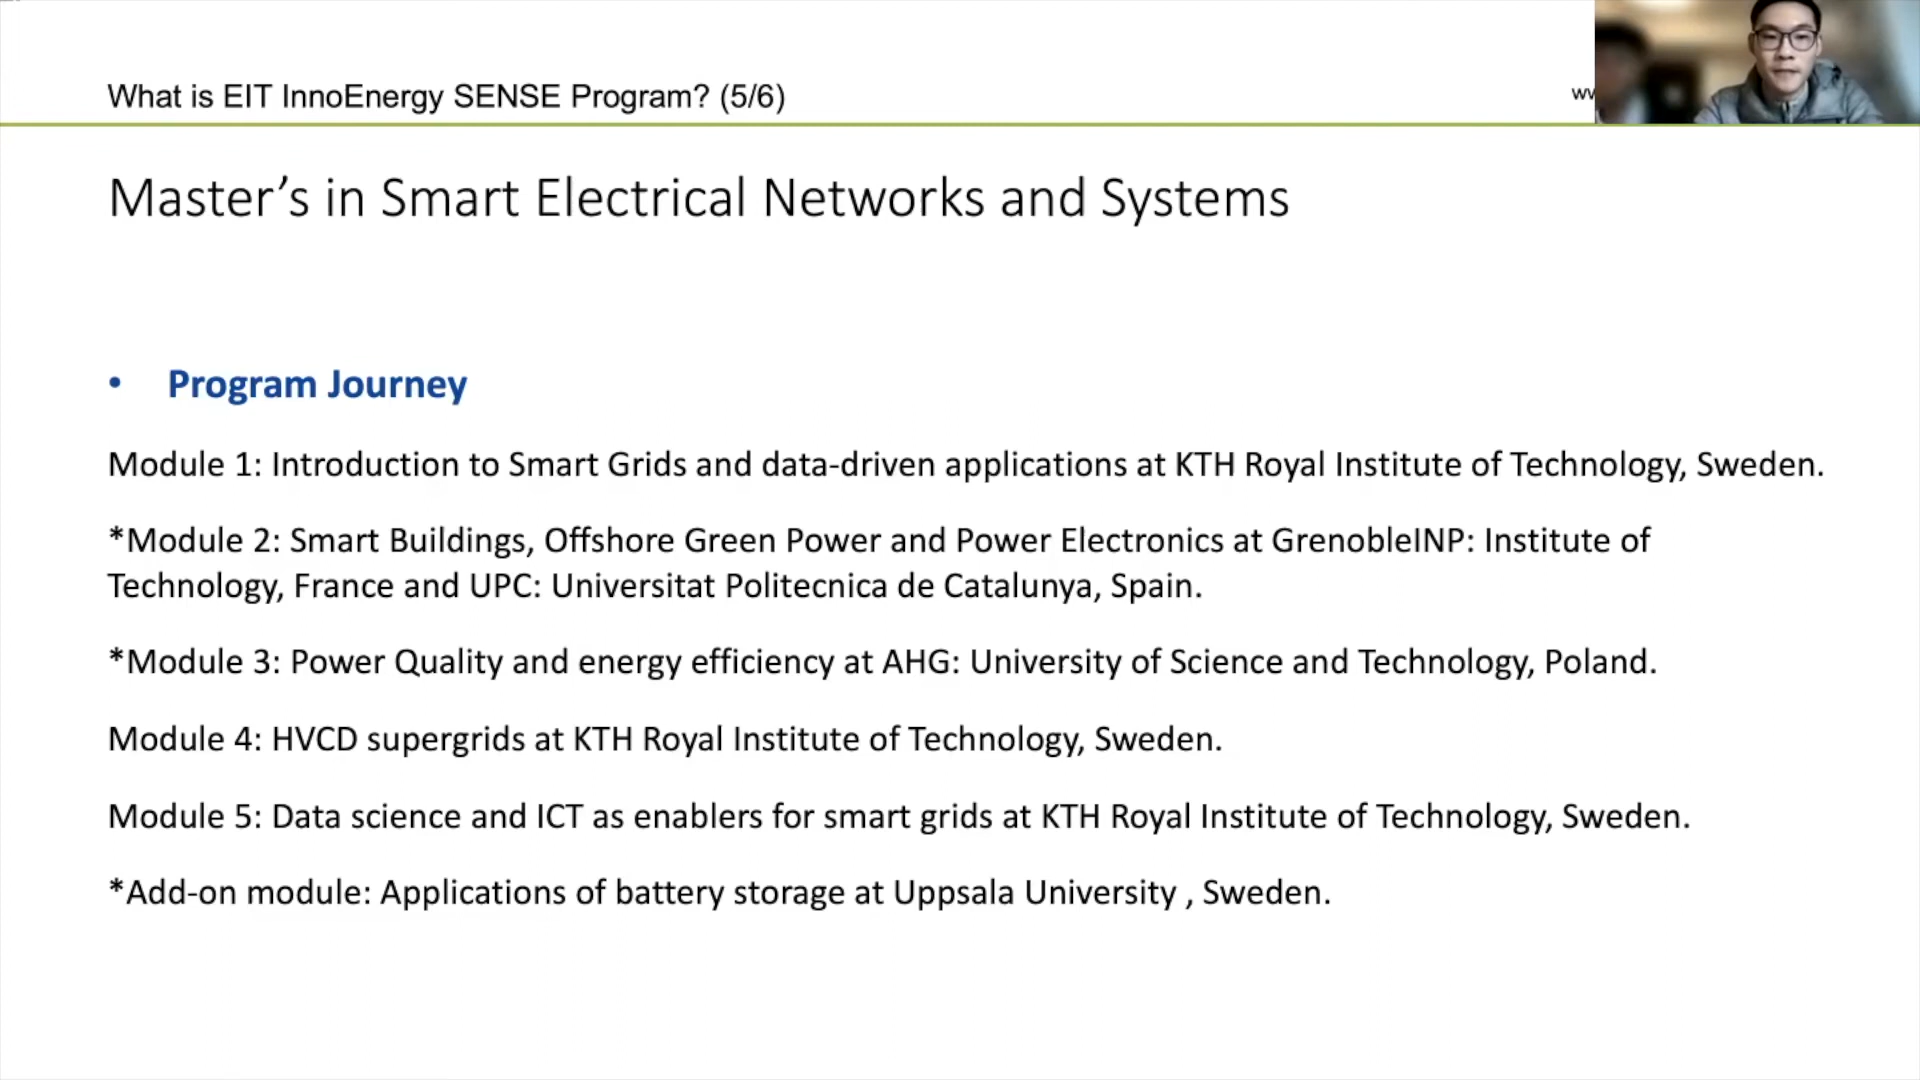 What is EIT InnoEnergy SENSE Program? (5/6)
Master’s in Smart Electrical Networks and Systems
• Program Journey
Module 1: Introduction to Smart Grids and data-driven applications at KTH Royal Institute of Technology, Sweden.
*Module 2: Smart Buildings, Offshore Green Power and Power Electronics at GrenobleINP: Institute of
Technology, France and UPC: Universitat Politecnica de Catalunya, Spain.
*Module 3: Power Quality and energy efficiency at AHG: University of Science and Technology, Poland.
Module 4: HVCD supergrids at KTH Royal Institute of Technology, Sweden.
Module 5: Data science and ICT as enablers for smart grids at KTH Royal Institute of Technology, Sweden.
*Add-on module: Applications of battery storage at Uppsala University , Sweden.